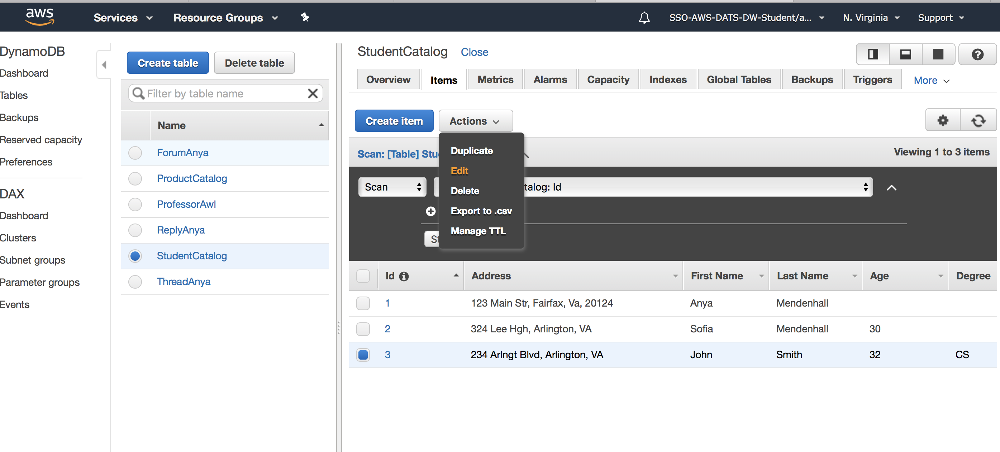 aws
Services
Resource Groups
SSO-AWS-DATS-DW-Student/a...
N. Virginia
Support
DynamoDB
Dashboard
Tables
Backups
Reserved capacity
Preferences
DAX
Dashboard
Clusters
Subnet groups
Parameter groups
Events
Create table
Delete table
Filter by table name
Name
ForumAnya
ProductCatalog
ProfessorAwl
ReplyAnya
StudentCatalog
ThreadAnya
StudentCatalog Close
Overview Items Metrics Alarms Capacity Indexes Global Tables Backups Triggers More
Create item Actions
Duplicate
Edit
Delete
Export to .csv
Manage TTL
Scan: [Table] Stu
Viewing 1 to 3 items
Scan
talog: Id
St
Id Address First Name Last Name Age Degree
1 123 Main Str, Fairfax, Va, 20124 Anya Mendenhall
2 324 Lee Hgh, Arlington, VA Sofia Mendenhall 30
3 234 Arlngt Blvd, Arlington, VA John Smith 32 CS